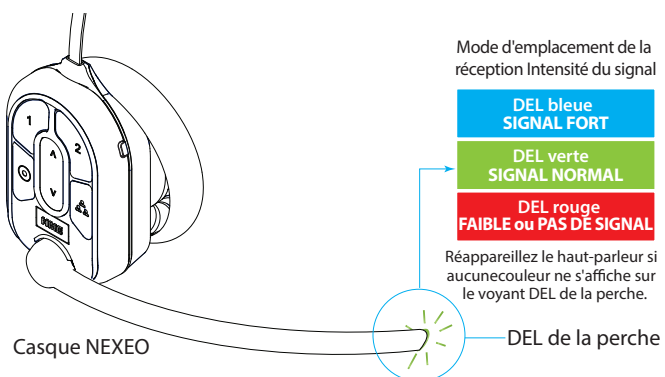 Mode d'emplacement de la
réception Intensité du signal
DEL bleue
SIGNAL FORT
DEL verte
SIGNAL NORMAL
DEL rouge
FAIBLE ou PAS DE SIGNAL
Réappareillez le haut-parleur si
aucunecouleur ne s'affiche sur
le voyant DEL de la perche.
1
2
HME
DEL de la perche
Casque NEXEO